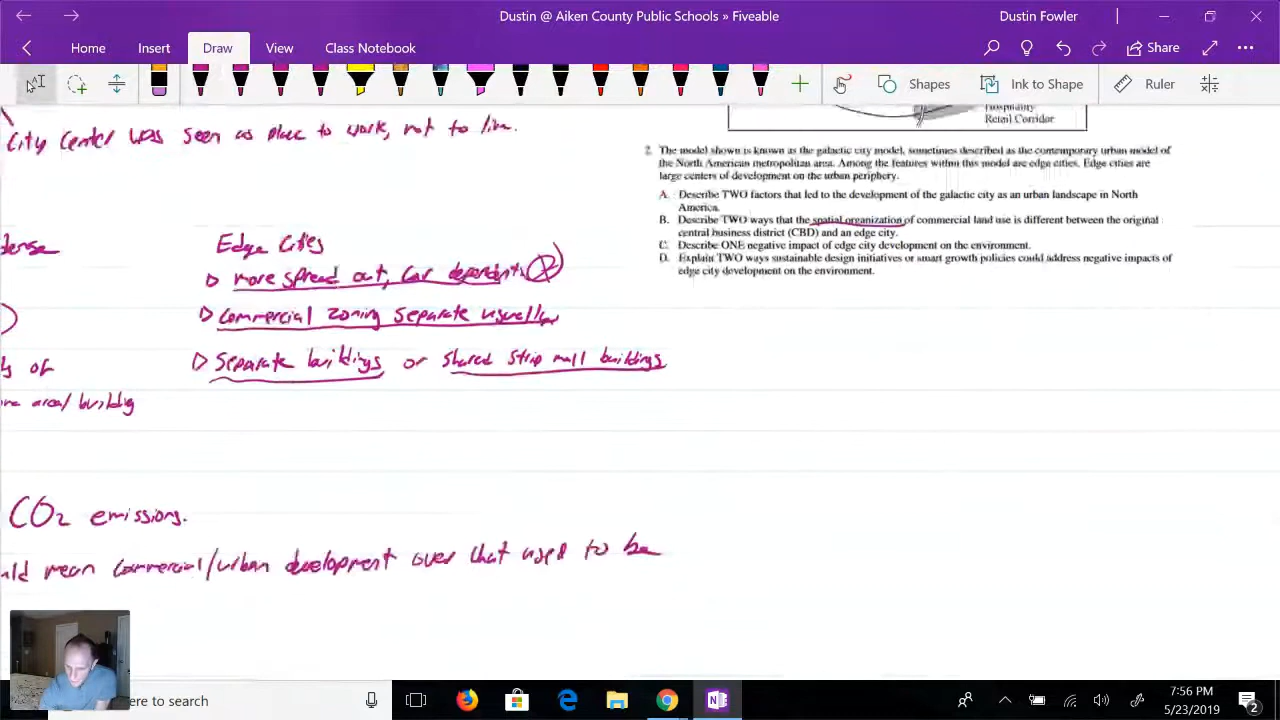 Dustin @ Aiken County Public Schools » Fiveable
Dustin Fowler
Home Insert Draw View Class Notebook
Share
Shapes
Ink to Shape
Ruler
Hospitality
Retail Corridor
City Center was seen as place to work, not to live.
2. The model shown is known as the galactic city model, sometimes described as the contemporary urban model of
the North American metropolitan area. Among the features within this model are edge cities. Edge cities are
large centers of development on the urban periphery.
A. Describe TWO factors that led to the development of the galactic city as an urban landscape in North
America.
B. Describe TWO ways that the spatial organization of commercial land use is different between the original
central business district (CBD) and an edge city.
C. Describe ONE negative impact of edge city development on the environment.
D. Explain TWO ways sustainable design initiatives or smart growth policies could address negative impacts of
edge city development on the environment.
dense
Edge Cities
more spread out, car dependent
Commercial zoning separate usually
Separate buildings or shared strip mall buildings
of
area/building
CO2 emissions.
mean commercial/urban development over that used to be
here to search
7:56 PM
5/23/2019
2